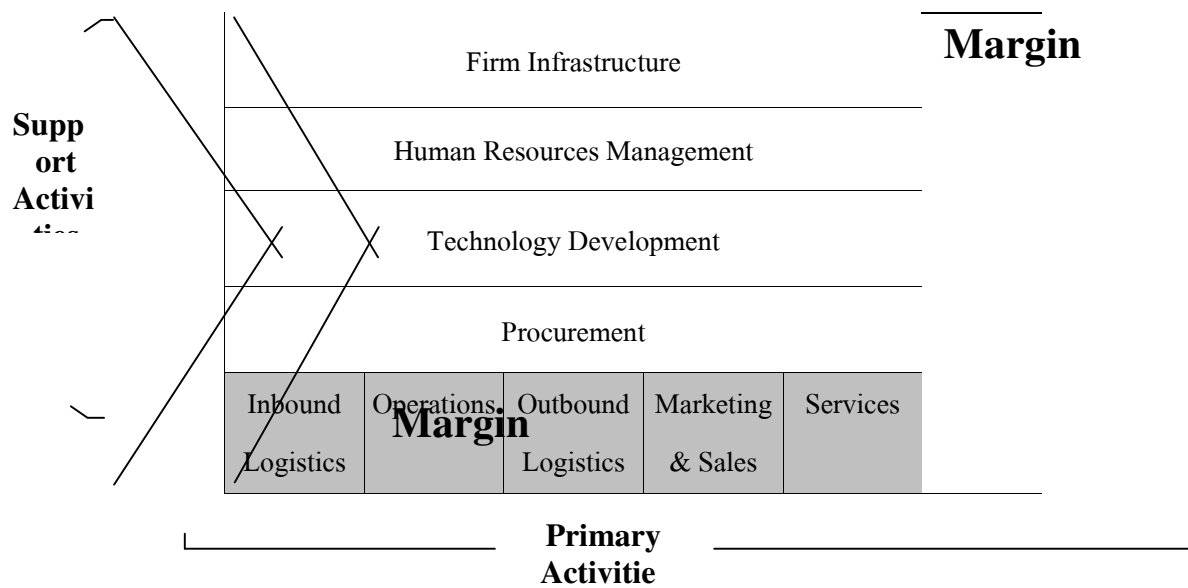 Margin
Firm Infrastructure
Supp
ort
Activi
ties
Human Resources Management
Technology Development
Procurement
Inbound
Logistics
Operations
Outbound
Logistics
Marketing
& Sales
Services
Margin
Primary
Activitie